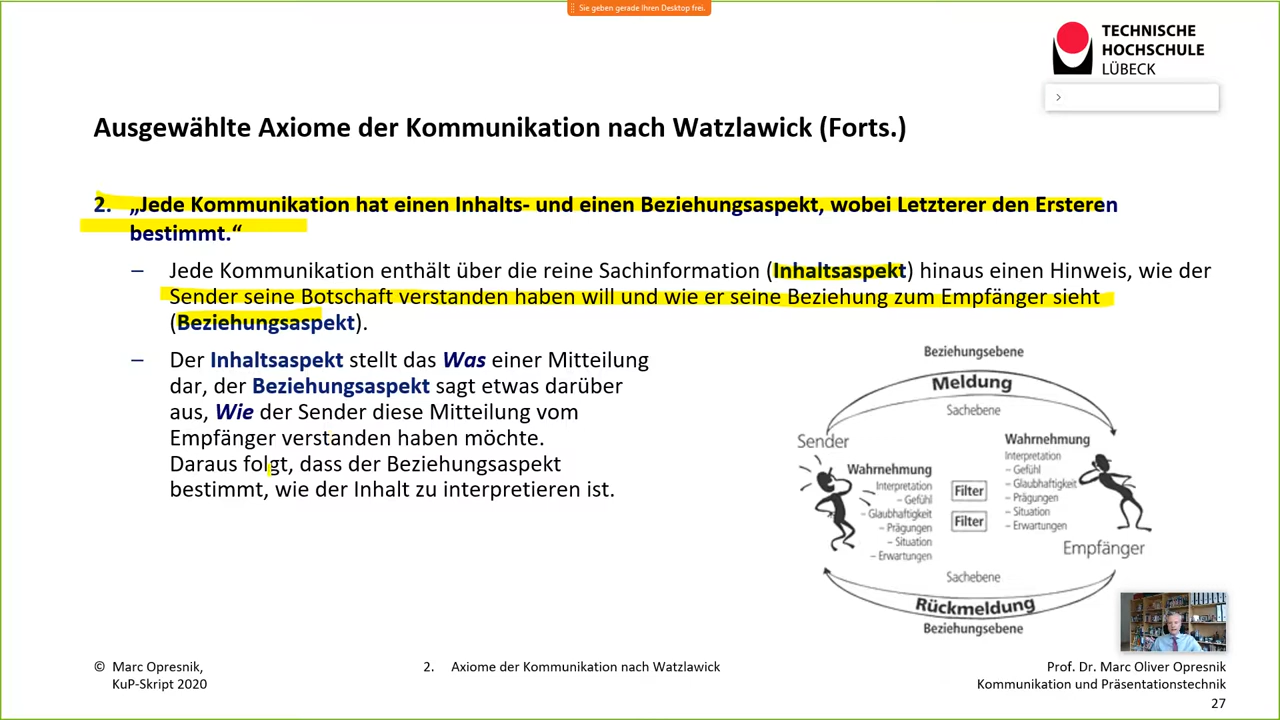 Sie geben gerade Ihren Desktop frei.
TECHNISCHE
HOCHSCHULE
LÜBECK
Ausgewählte Axiome der Kommunikation nach Watzlawick (Forts.)
2. „Jede Kommunikation hat einen Inhalts- und einen Beziehungsaspekt, wobei Letzterer den Ersteren
bestimmt.“
– Jede Kommunikation enthält über die reine Sachinformation (Inhaltsaspekt) hinaus einen Hinweis, wie der
Sender seine Botschaft verstanden haben will und wie er seine Beziehung zum Empfänger sieht
(Beziehungsaspekt).
– Der Inhaltsaspekt stellt das Was einer Mitteilung
dar, der Beziehungsaspekt sagt etwas darüber
aus, Wie der Sender diese Mitteilung vom
Empfänger verstanden haben möchte.
Daraus folgt, dass der Beziehungsaspekt
bestimmt, wie der Inhalt zu interpretieren ist.
Beziehungsebene
Meldung
Sachebene
Sender
Wahrnehmung
Interpretation
– Gefühl
– Glaubhaftigkeit
– Prägungen
– Situation
– Erwartungen
Filter
Filter
Wahrnehmung
Interpretation
– Gefühl
– Glaubhaftigkeit
– Prägungen
– Situation
– Erwartungen
Empfänger
Sachebene
Rückmeldung
Beziehungsebene
© Marc Opresnik,
KuP-Skript 2020
2. Axiome der Kommunikation nach Watzlawick
Prof. Dr. Marc Oliver Opresnik
Kommunikation und Präsentationstechnik
27